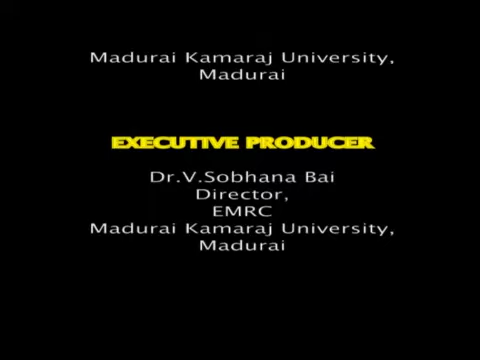 Madurai Kamaraj University,
Madurai
EXECUTIVE PRODUCER
Dr.V.Sobhana Bai
Director,
EMRC
Madurai Kamaraj University,
Madurai